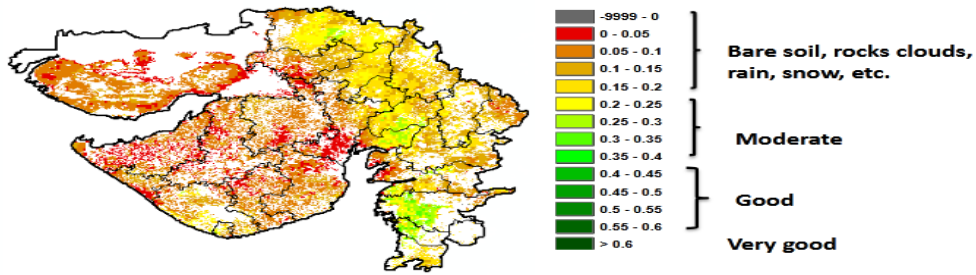 -9999 - 0
0 - 0.05
0.05 - 0.1
0.1 - 0.15
0.15 - 0.2
0.2 - 0.25
0.25 - 0.3
0.3 - 0.35
0.35 - 0.4
0.4 - 0.45
0.45 - 0.5
0.5 - 0.55
0.55 - 0.6
> 0.6
Bare soil, rocks clouds,
rain, snow, etc.
Moderate
Good
Very good